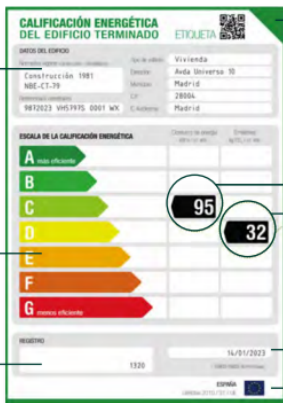 CALIFICACIÓN ENERGÉTICA
DEL EDIFICIO TERMINADO
ETIQUETA
DATOS DEL EDIFICIO
Vivienda
Construcción 1981
NBE-CT-79
Avda Universo 10
Madrid
28004
9872023 VH5797S 0001 WX
Madrid
ESCALA DE LA CALIFICACIÓN ENERGÉTICA
A más eficiente
B
C
95
D
32
E
F
G menos eficiente
REGISTRO
14/01/2023
1320
ESPAÑA